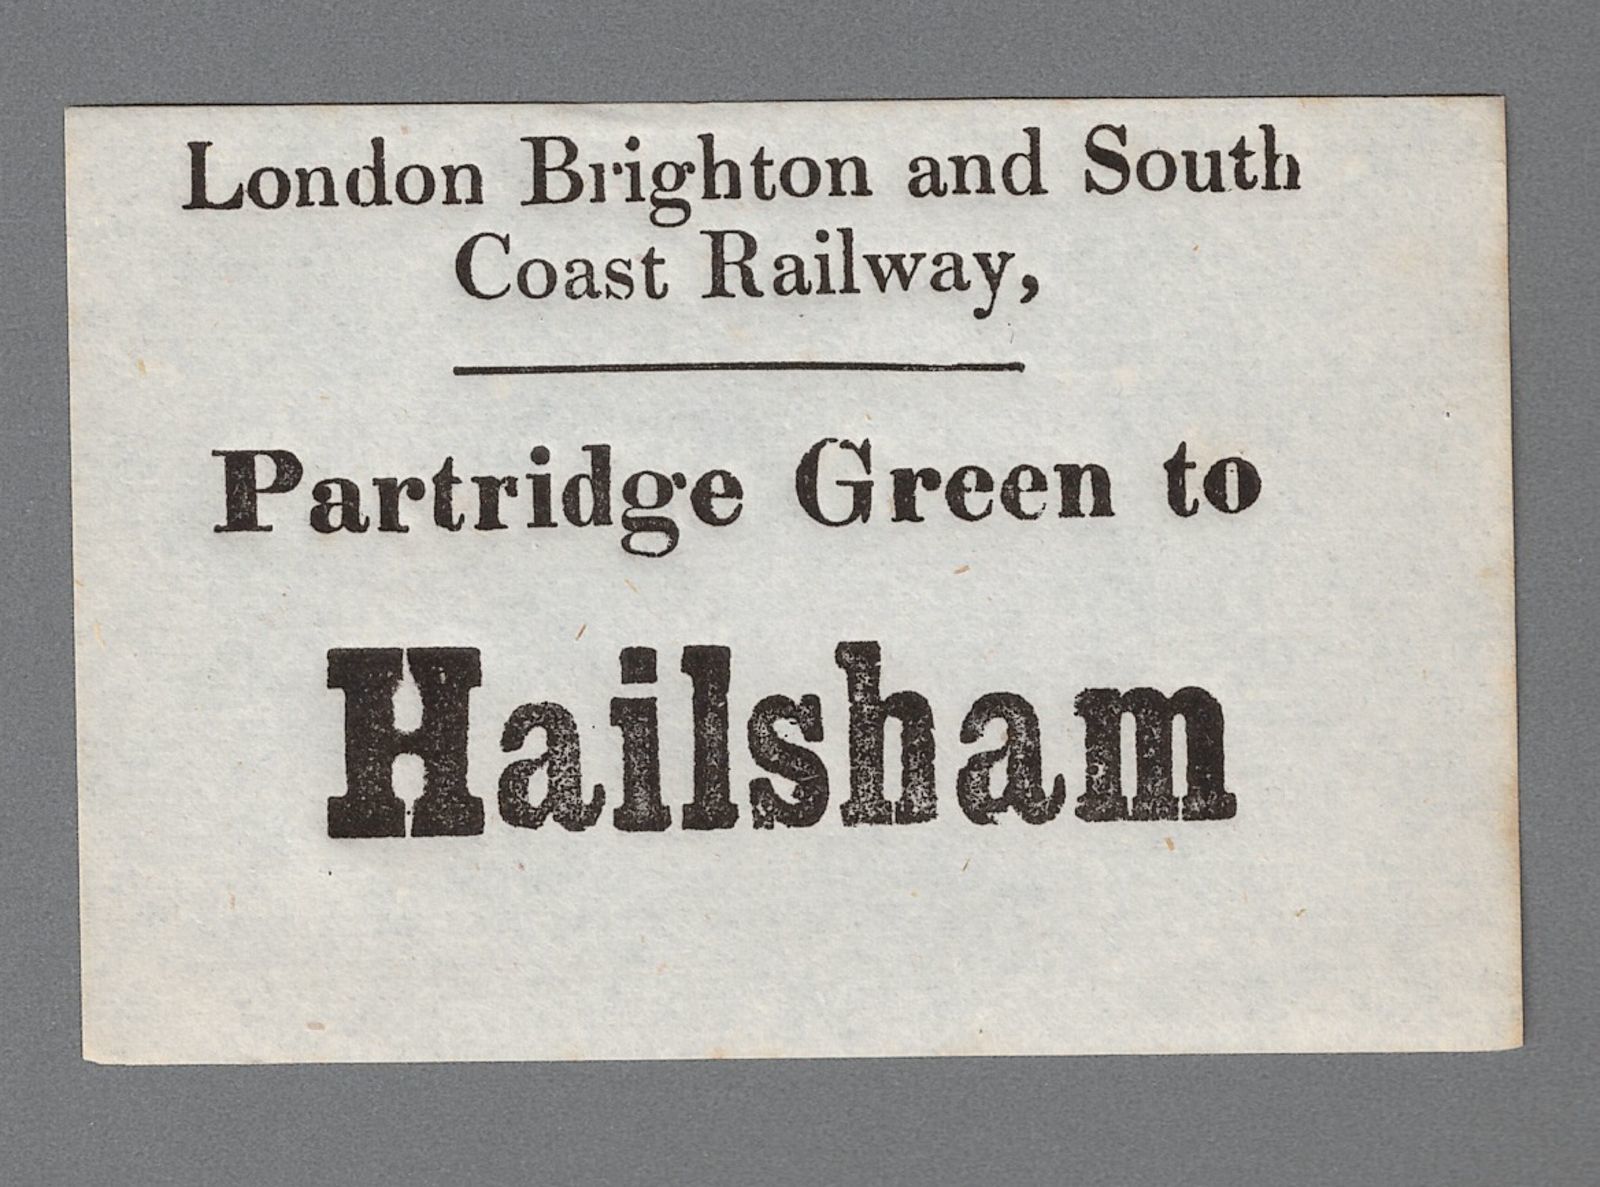 London Brighton and South
Coast Railway,
Partridge Green to
Hailsham